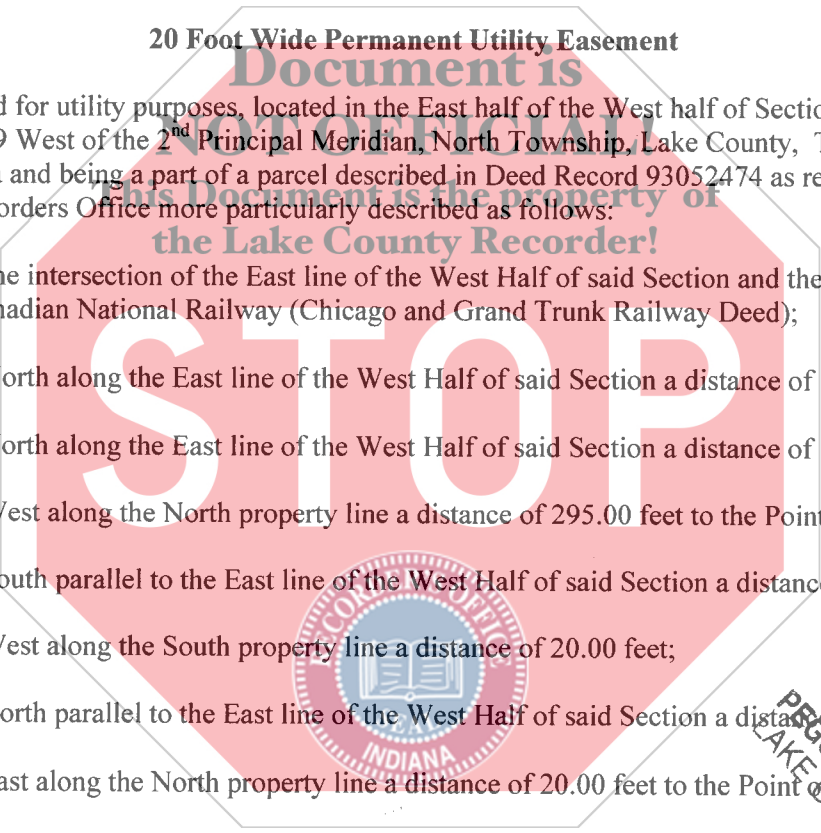 20 Foot Wide Permanent Utility Easement
Document is
d for utility purposes, located in the East half of the West half of Sectio
NOT OFFICIAL!
9 West of the 2nd Principal Meridian, North Township, Lake County, T
and being a part of a parcel described in Deed Record 93052474 as re
This Document is the property of
orders Office more particularly described as follows:
the Lake County Recorder!
he intersection of the East line of the West Half of said Section and the
nadian National Railway (Chicago and Grand Trunk Railway Deed);
STOP
orth along the East line of the West Half of said Section a distance of
orth along the East line of the West Half of said Section a distance of
Vest along the North property line a distance of 295.00 feet to the Point
outh parallel to the East line of the West Half of said Section a distance
RECORDER'S OFFICE
Vest along the South property line a distance of 20.00 feet;
SEAL
orth parallel to the East line of the West Half of said Section a distan
INDIANA
PEGG
LAKE
ast along the North property line a distance of 20.00 feet to the Point o